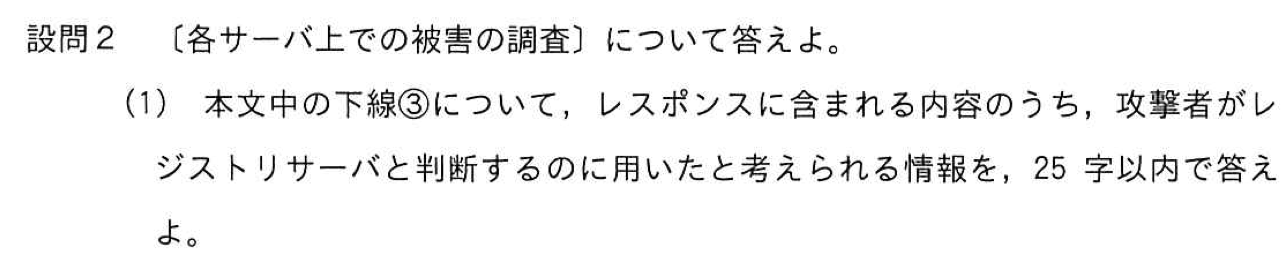 設問2　〔各サーバ上での被害の調査〕について答えよ。
(1)　本文中の下線③について，レスポンスに含まれる内容のうち，攻撃者がレ
ジストリサーバと判断するのに用いたと考えられる情報を，25 字以内で答え
よ。